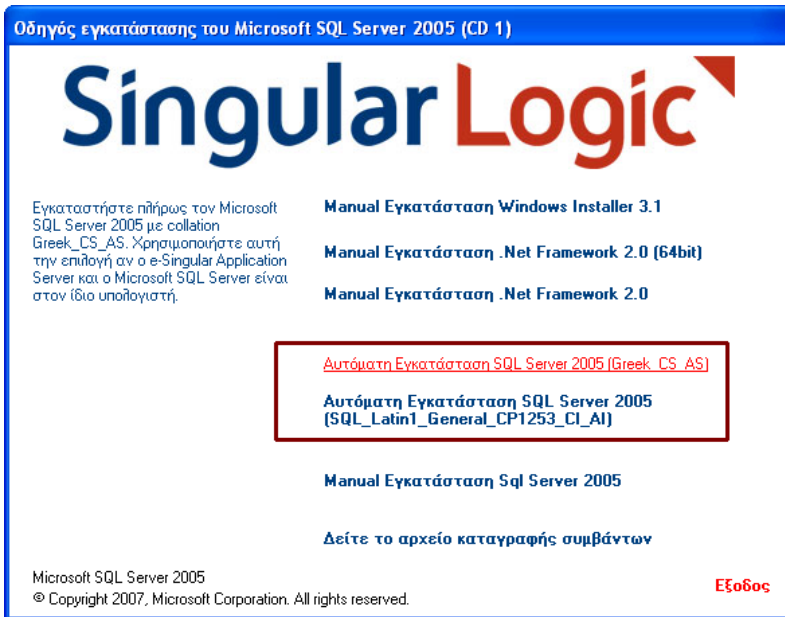 Οδηγός εγκατάστασης του Microsoft SQL Server 2005 (CD 1)
SingularLogic
Εγκαταστήστε πλήρως τον Microsoft
SQL Server 2005 με collation
Greek_CS_AS. Χρησιμοποιήστε αυτή
την επιλογή αν ο e-Singular Application
Server και ο Microsoft SQL Server είναι
στον ίδιο υπολογιστή.
Manual Εγκατάσταση Windows Installer 3.1
Manual Εγκατάσταση .Net Framework 2.0 (64bit)
Manual Εγκατάσταση .Net Framework 2.0
Αυτόματη Εγκατάσταση SQL Server 2005 (Greek_CS_AS)
Αυτόματη Εγκατάσταση SQL Server 2005
(SQL_Latin1_General_CP1253_CI_AI)
Manual Εγκατάσταση Sql Server 2005
Δείτε το αρχείο καταγραφής συμβάντων
Microsoft SQL Server 2005
© Copyright 2007, Microsoft Corporation. All rights reserved.
Εξοδος